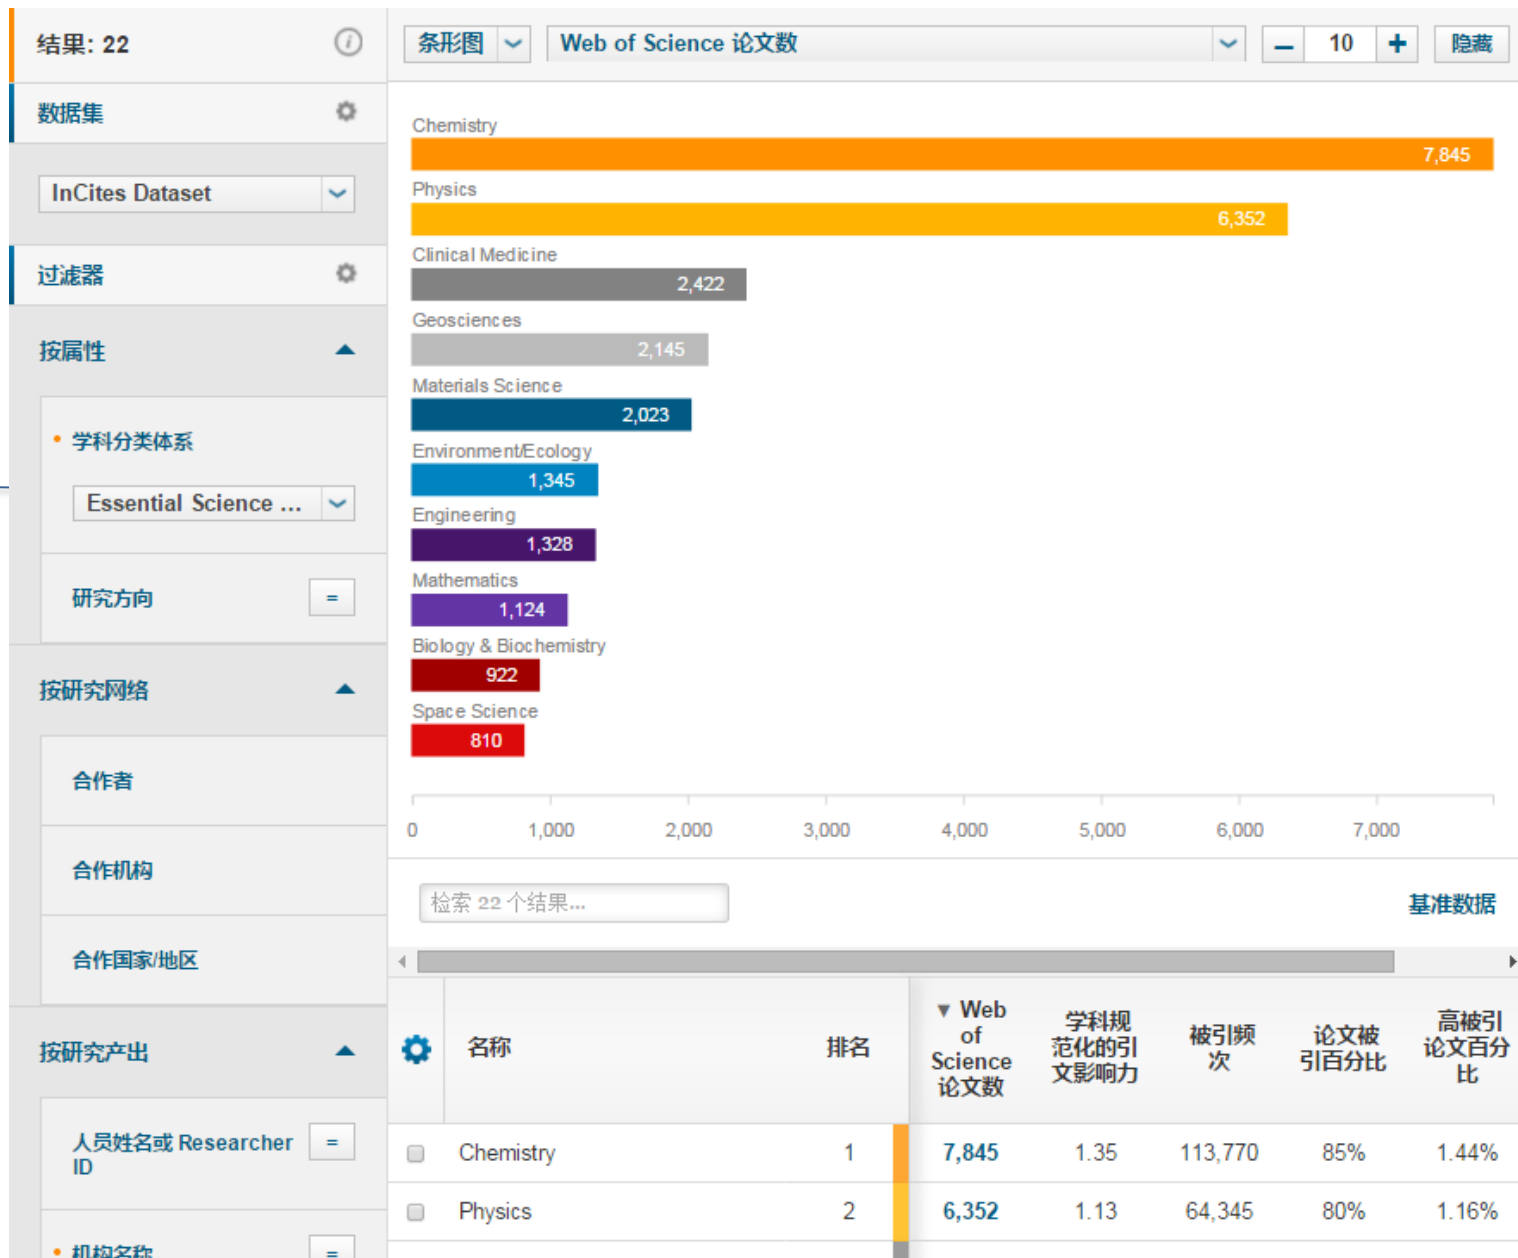 结果: 22
条形图
Web of Science 论文数
10
隐藏
数据集
InCites Dataset
过滤器
按属性
学科分类体系
Essential Science ...
研究方向
=
按研究网络
合作者
合作机构
合作国家/地区
按研究产出
人员姓名或 Researcher
ID
=
机构名称
=
Chemistry
7,845
Physics
6,352
Clinical Medicine
2,422
Geosciences
2,145
Materials Science
2,023
Environment/Ecology
1,345
Engineering
1,328
Mathematics
1,124
Biology & Biochemistry
922
Space Science
810
0 1,000 2,000 3,000 4,000 5,000 6,000 7,000
检索 22 个结果...
基准数据
名称
排名
▼ Web
of
Science
论文数
学科规
范化的引
文影响力
被引频
次
论文被
引百分比
高被引
论文百分
比
Chemistry 1 7,845 1.35 113,770 85% 1.44%
Physics 2 6,352 1.13 64,345 80% 1.16%